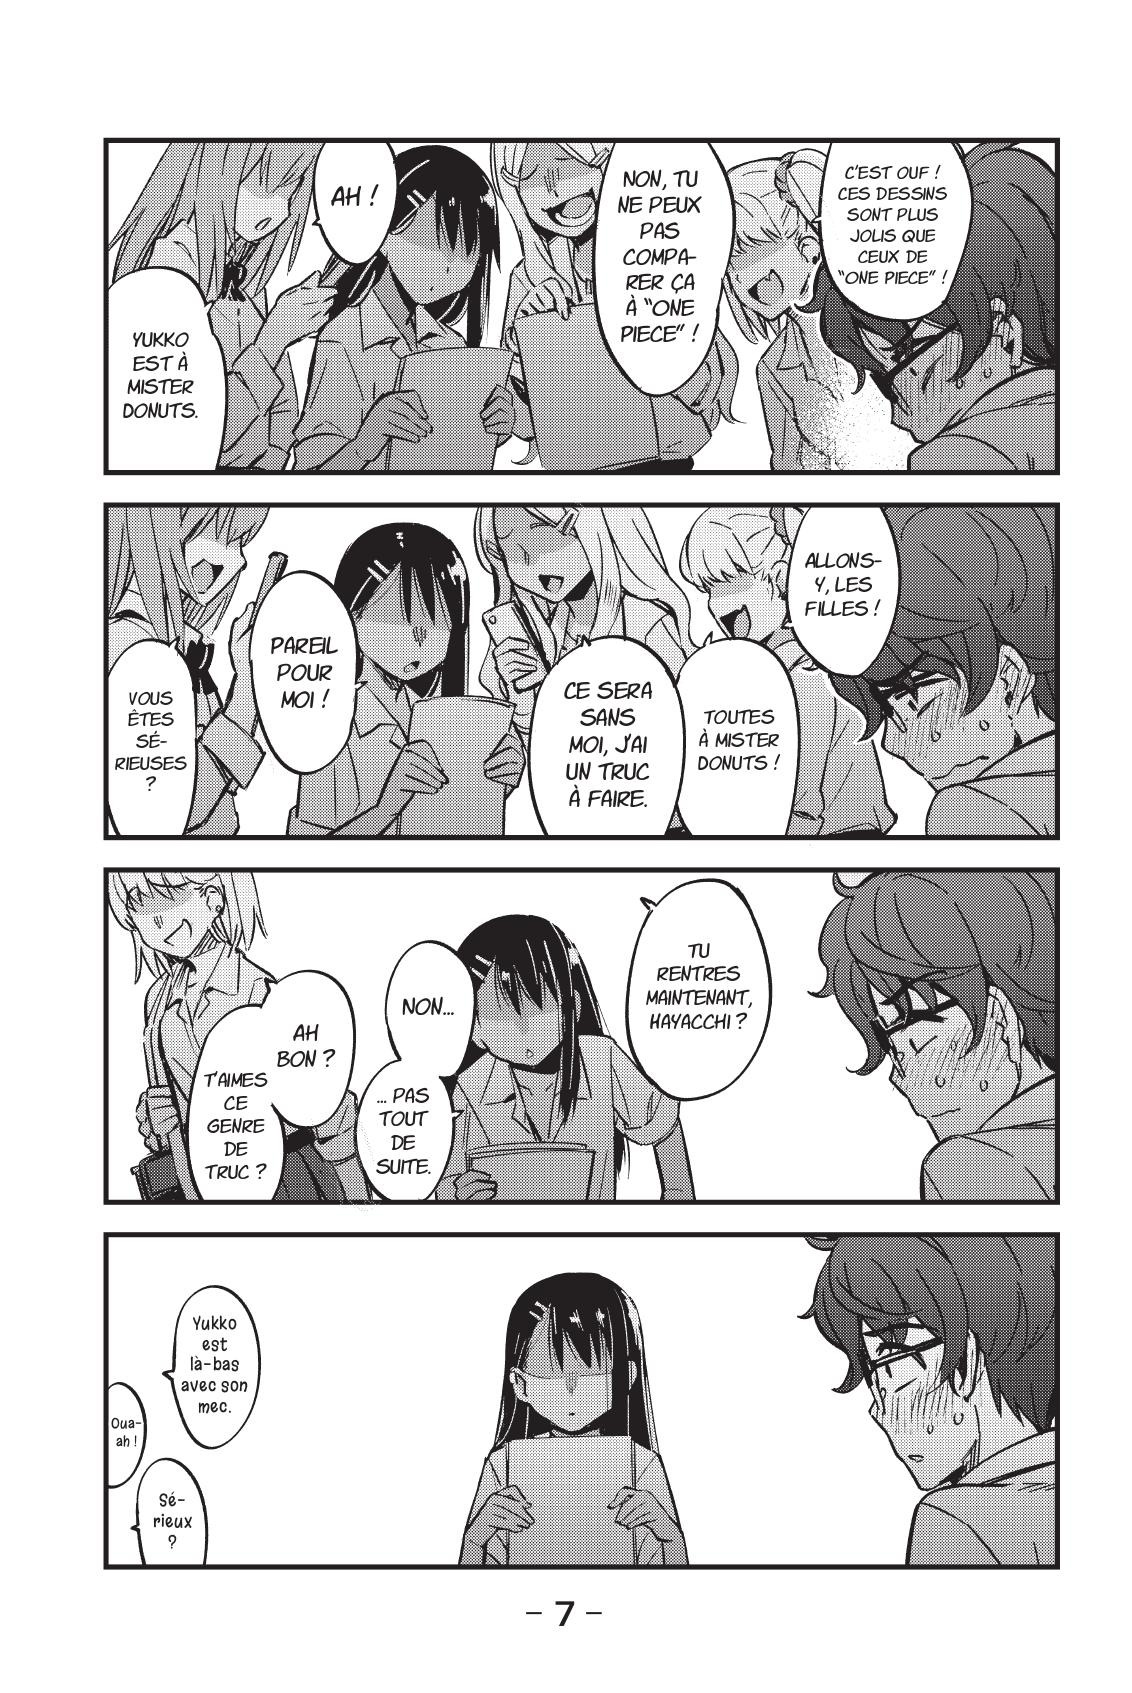 C'EST OUF !
CES DESSINS
SONT PLUS
JOLIS QUE
CEUX DE
"ONE PIECE" !
NON, TU
NE PEUX
PAS
COMPA-
RER ÇA
À "ONE
PIECE" !
AH !
YUKKO
EST À
MISTER
DONUTS.
ALLONS-
Y, LES
FILLES !
TOUTES
À MISTER
DONUTS !
CE SERA
SANS
MOI, J'AI
UN TRUC
À FAIRE.
PAREIL
POUR
MOI !
VOUS
ÊTES
SÉ-
RIEUSES
?
TU
RENTRES
MAINTENANT,
HAYACCHI ?
NON...
... PAS
TOUT
DE
SUITE.
AH
BON ?
T'AIMES
CE
GENRE
DE
TRUC ?
Yukko
est
là-bas
avec son
mec.
Oua-
ah !
Sé-
rieux
?
- 7 -